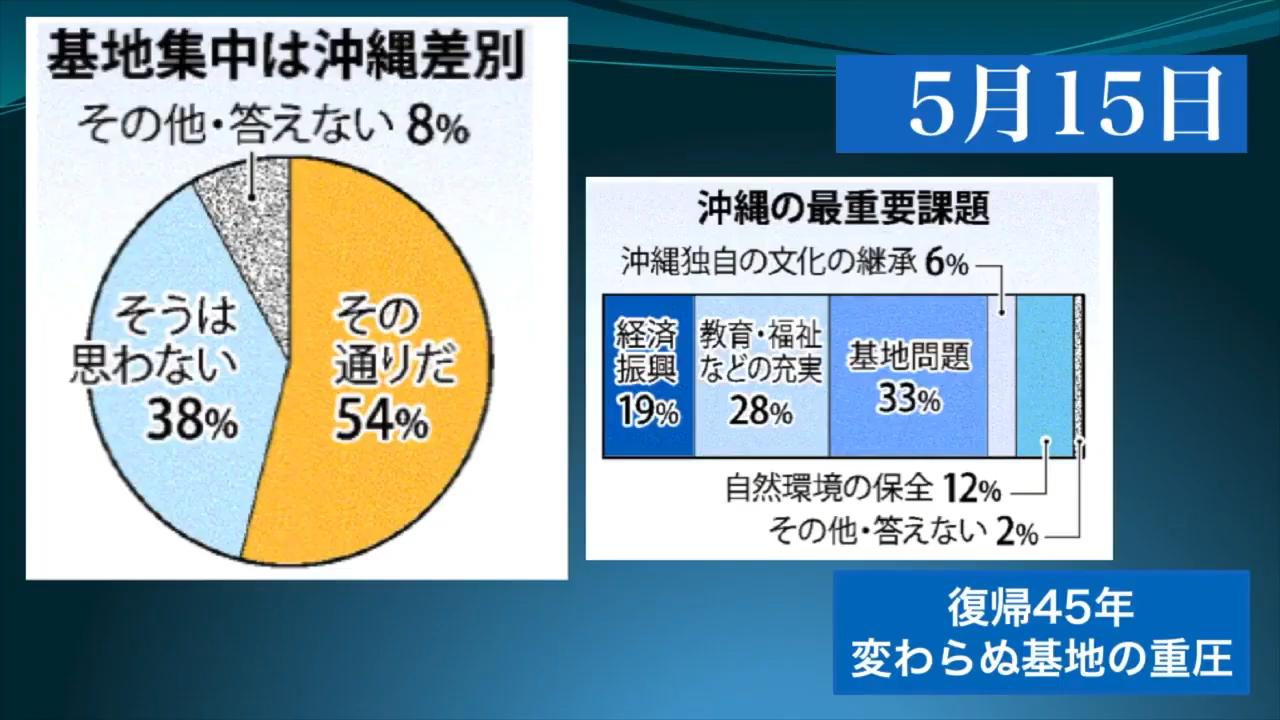 基地集中は沖縄差別
その他・答えない 8%
そうは
思わない
38%
その
通りだ
54%
5月15日
沖縄の最重要課題
沖縄独自の文化の継承 6%
経済
振興
19%
教育・福祉
などの充実
28%
基地問題
33%
自然環境の保全 12%
その他・答えない 2%
復帰45年
変わらぬ基地の重圧